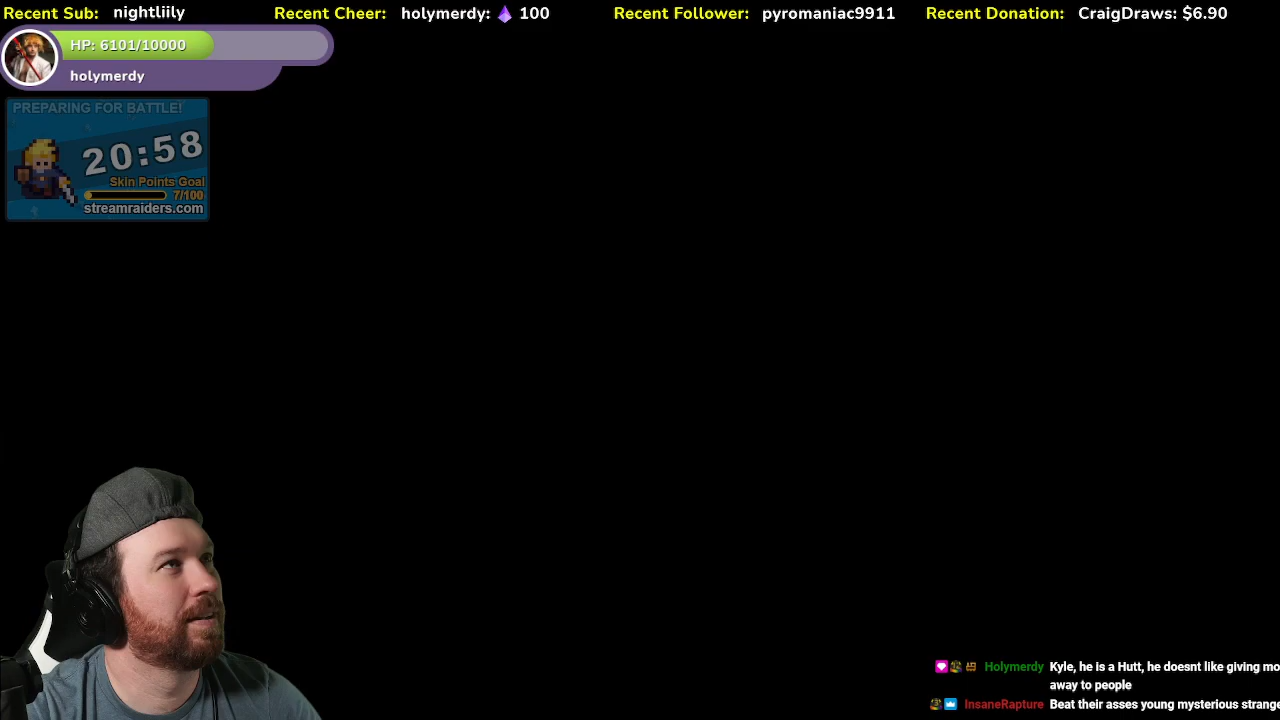 Recent Sub: nightliily Recent Cheer: holymerdy: 100 Recent Follower: pyromaniac9911 Recent Donation: CraigDraws: $6.90
HP: 6101/10000
holymerdy
PREPARING FOR BATTLE!
20:58
Skin Points Goal
7/100
streamraiders.com
Holymerdy Kyle, he is a Hutt, he doesnt like giving mo
away to people
InsaneRapture Beat their asses young mysterious strange